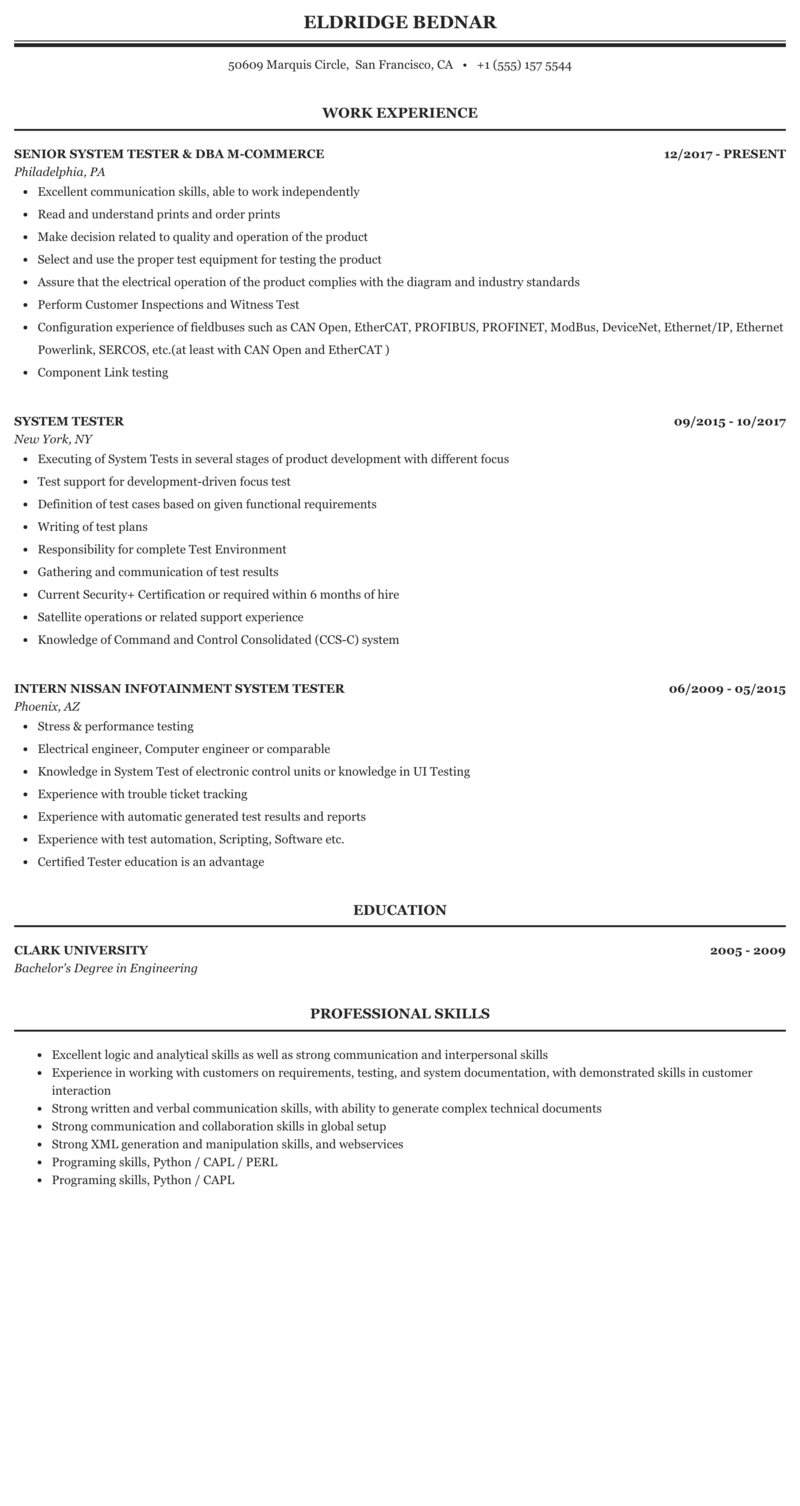 ELDRIDGE BEDNAR
50609 Marquis Circle, San Francisco, CA • +1 (555) 157 5544
WORK EXPERIENCE
SENIOR SYSTEM TESTER & DBA M-COMMERCE 12/2017 - PRESENT
Philadelphia, PA
• Excellent communication skills, able to work independently
• Read and understand prints and order prints
• Make decision related to quality and operation of the product
• Select and use the proper test equipment for testing the product
• Assure that the electrical operation of the product complies with the diagram and industry standards
• Perform Customer Inspections and Witness Test
• Configuration experience of fieldbuses such as CAN Open, EtherCAT, PROFIBUS, PROFINET, ModBus, DeviceNet, Ethernet/IP, Ethernet
Powerlink, SERCOS, etc.(at least with CAN Open and EtherCAT )
• Component Link testing
SYSTEM TESTER 09/2015 - 10/2017
New York, NY
• Executing of System Tests in several stages of product development with different focus
• Test support for development-driven focus test
• Definition of test cases based on given functional requirements
• Writing of test plans
• Responsibility for complete Test Environment
• Gathering and communication of test results
• Current Security+ Certification or required within 6 months of hire
• Satellite operations or related support experience
• Knowledge of Command and Control Consolidated (CCS-C) system
INTERN NISSAN INFOTAINMENT SYSTEM TESTER 06/2009 - 05/2015
Phoenix, AZ
• Stress & performance testing
• Electrical engineer, Computer engineer or comparable
• Knowledge in System Test of electronic control units or knowledge in UI Testing
• Experience with trouble ticket tracking
• Experience with automatic generated test results and reports
• Experience with test automation, Scripting, Software etc.
• Certified Tester education is an advantage
EDUCATION
CLARK UNIVERSITY 2005 - 2009
Bachelor's Degree in Engineering
PROFESSIONAL SKILLS
• Excellent logic and analytical skills as well as strong communication and interpersonal skills
• Experience in working with customers on requirements, testing, and system documentation, with demonstrated skills in customer
interaction
• Strong written and verbal communication skills, with ability to generate complex technical documents
• Strong communication and collaboration skills in global setup
• Strong XML generation and manipulation skills, and webservices
• Programing skills, Python / CAPL / PERL
• Programing skills, Python / CAPL